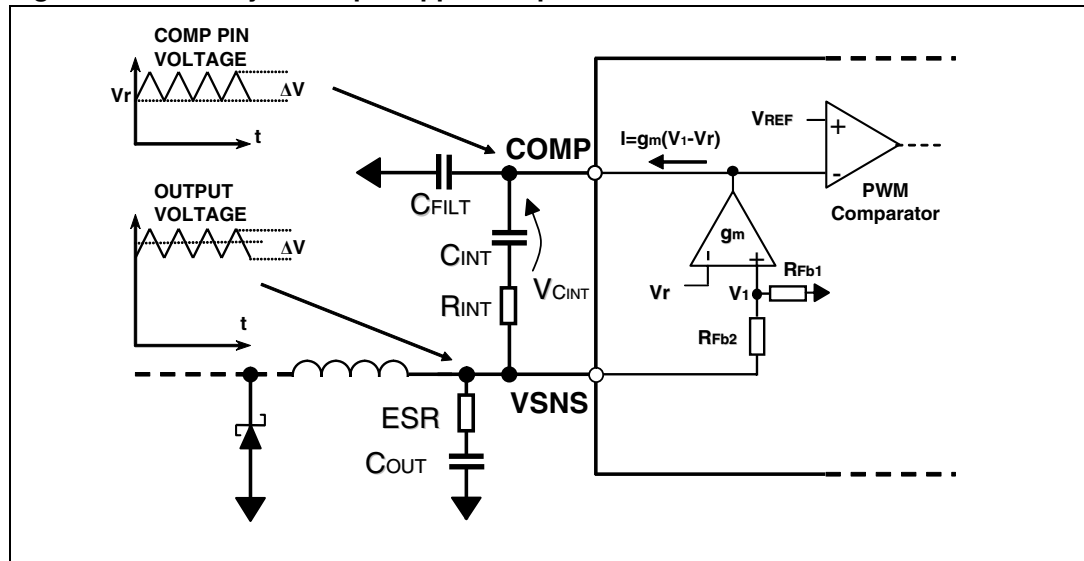 COMP PIN
VOLTAGE
Vr
ΔV
t
OUTPUT
VOLTAGE
ΔV
t
COMP
CFILT
CINT
VCINT
RINT
VSNS
ESR
COUT
I=gm(V1-Vr)
VREF
+
-
PWM
Comparator
gm
- +
Vr
V1
RFb1
RFb2